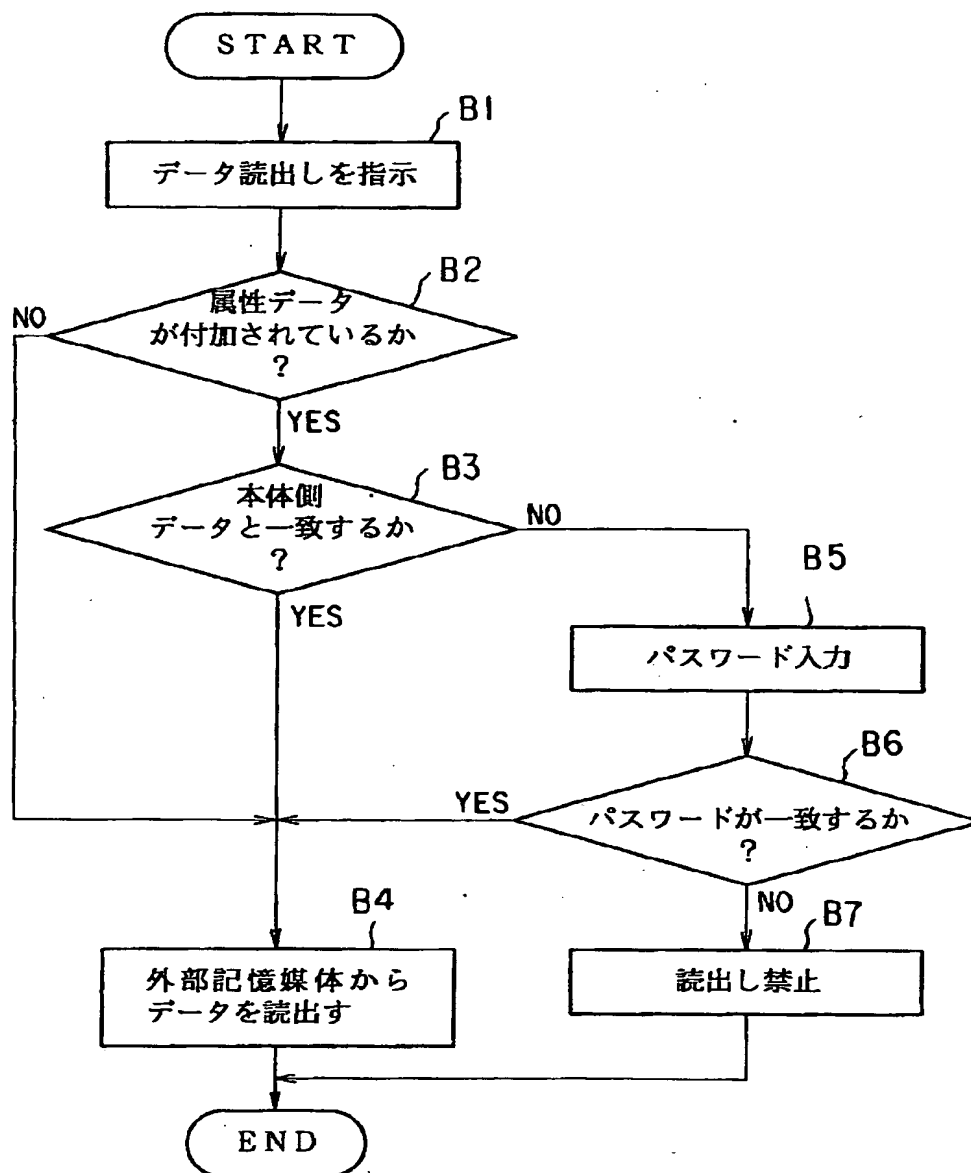 START
B1
データ読出しを指示
B2
属性データ
が付加されているか
?
NO
YES
B3
本体側
データと一致するか
?
NO
YES
B5
パスワード入力
B6
パスワードが一致するか
?
YES
NO
B4
外部記憶媒体から
データを読出す
B7
読出し禁止
END